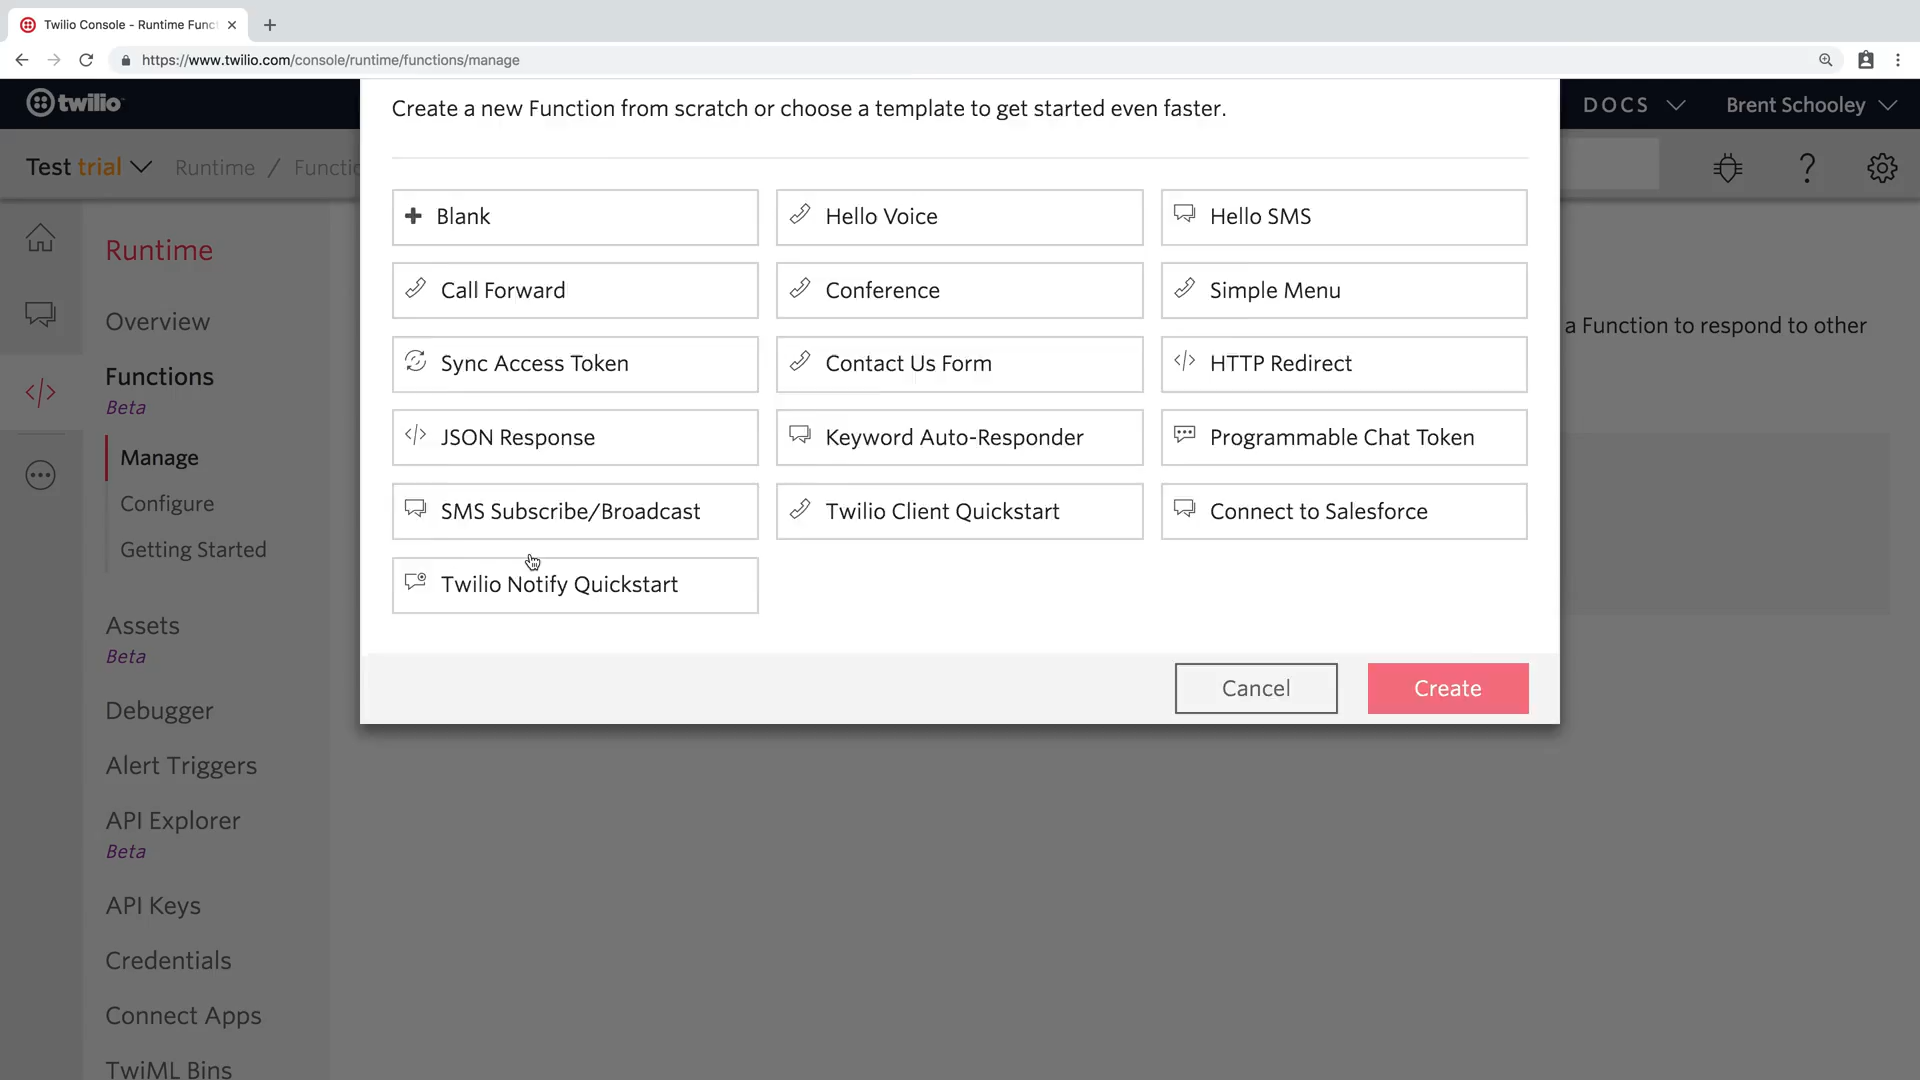 Twilio Console - Runtime Func
https://www.twilio.com/console/runtime/functions/manage
twilio
DOCS
Brent Schooley
Create a new Function from scratch or choose a template to get started even faster.
Test trial
Runtime / Functio
Blank
Hello Voice
Hello SMS
Call Forward
Conference
Simple Menu
Sync Access Token
Contact Us Form
HTTP Redirect
JSON Response
Keyword Auto-Responder
Programmable Chat Token
SMS Subscribe/Broadcast
Twilio Client Quickstart
Connect to Salesforce
Twilio Notify Quickstart
Cancel
Create
a Function to respond to other
Runtime
Overview
Functions
Beta
Manage
Configure
Getting Started
Assets
Beta
Debugger
Alert Triggers
API Explorer
Beta
API Keys
Credentials
Connect Apps
TwiML Bins